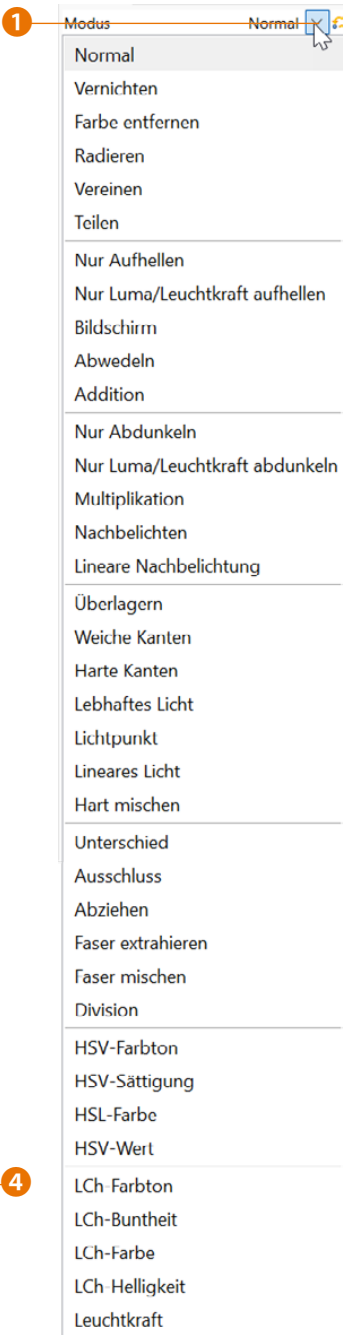 1 Modus Normal
Normal
Vernichten
Farbe entfernen
Radieren
Vereinen
Teilen
Nur Aufhellen
Nur Luma/Leuchtkraft aufhellen
Bildschirm
Abwedeln
Addition
Nur Abdunkeln
Nur Luma/Leuchtkraft abdunkeln
Multiplikation
Nachbelichten
Lineare Nachbelichtung
Überlagern
Weiche Kanten
Harte Kanten
Lebhaftes Licht
Lichtpunkt
Lineares Licht
Hart mischen
Unterschied
Ausschluss
Abziehen
Faser extrahieren
Faser mischen
Division
HSV-Farbton
HSV-Sättigung
HSL-Farbe
HSV-Wert
4 LCh-Farbton
LCh-Buntheit
LCh-Farbe
LCh-Helligkeit
Leuchtkraft